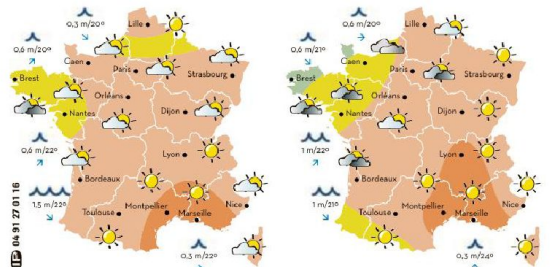 0,3 m/20°
Lille
0,6 m/20°
Caen
Paris
Strasbourg
Brest
Orléans
Nantes
Dijon
0,6 m/22°
Lyon
Bordeaux
1,5 m/22°
Toulouse
Montpellier
Nice
Marseille
0,3 m/22°
IP 04 91 27 01 16
0,6 m/20°
Lille
0,6 m/21°
Caen
Paris
Strasbourg
Brest
Orléans
Nantes
Dijon
1 m/22°
Lyon
Bordeaux
1 m/21°
Toulouse
Montpellier
Nice
Marseille
0,3 m/24°